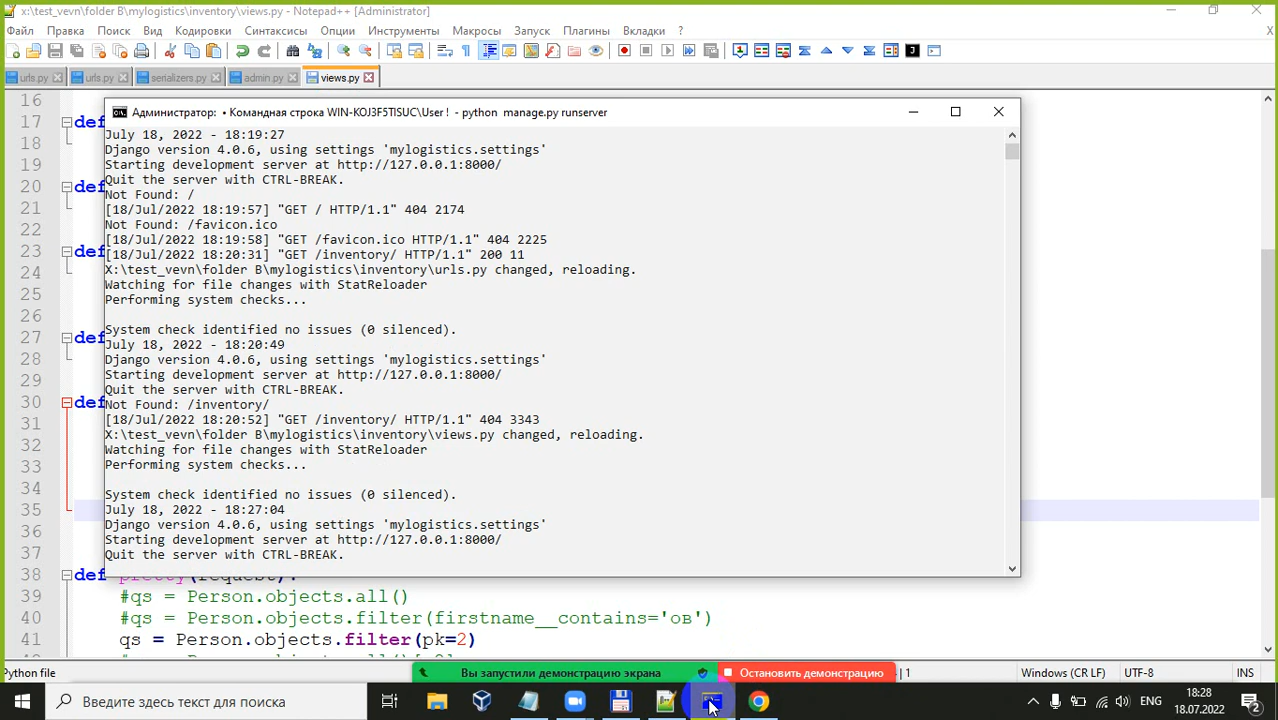 x:\test_vevn\folder B\mylogistics\inventory\views.py - Notepad++ [Administrator]
Файл Правка Поиск Вид Кодировки Синтаксисы Опции Инструменты Макросы Запуск Плагины Вкладки ? X
urls.py urls.py serializers.py admin.py views.py
Администратор: • Командная строка WIN-KOJ3F5TISUC\User ! - python manage.py runserver
July 18, 2022 - 18:19:27
Django version 4.0.6, using settings 'mylogistics.settings'
Starting development server at http://127.0.0.1:8000/
Quit the server with CTRL-BREAK.
Not Found: /
[18/Jul/2022 18:19:57] "GET / HTTP/1.1" 404 2174
Not Found: /favicon.ico
[18/Jul/2022 18:19:58] "GET /favicon.ico HTTP/1.1" 404 2225
[18/Jul/2022 18:20:31] "GET /inventory/ HTTP/1.1" 200 11
X:\test_vevn\folder B\mylogistics\inventory\urls.py changed, reloading.
Watching for file changes with StatReloader
Performing system checks...
System check identified no issues (0 silenced).
July 18, 2022 - 18:20:49
Django version 4.0.6, using settings 'mylogistics.settings'
Starting development server at http://127.0.0.1:8000/
Quit the server with CTRL-BREAK.
Not Found: /inventory/
[18/Jul/2022 18:20:52] "GET /inventory/ HTTP/1.1" 404 3343
X:\test_vevn\folder B\mylogistics\inventory\views.py changed, reloading.
Watching for file changes with StatReloader
Performing system checks...
System check identified no issues (0 silenced).
July 18, 2022 - 18:27:04
Django version 4.0.6, using settings 'mylogistics.settings'
Starting development server at http://127.0.0.1:8000/
Quit the server with CTRL-BREAK.
16
17 def
18
19
20 def
21
22
23 def
24
25
26
27 def
28
29
30 def
31
32
33
34
35
36
37
38 def pretty(request):
39 #qs = Person.objects.all()
40 #qs = Person.objects.filter(firstname__contains='ов')
41 qs = Person.objects.filter(pk=2)
Python file
Вы запустили демонстрацию экрана
Остановить демонстрацию
| 1
Windows (CR LF)
UTF-8
INS
Введите здесь текст для поиска
ENG
18:28
18.07.2022
2